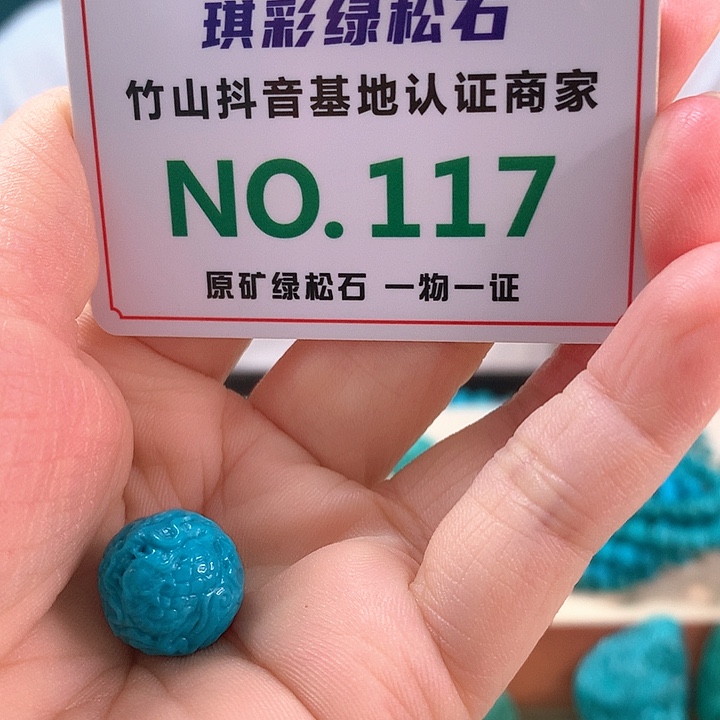 琪彩绿松石
竹山抖音基地认证商家
NO.117
原矿绿松石 一物一证